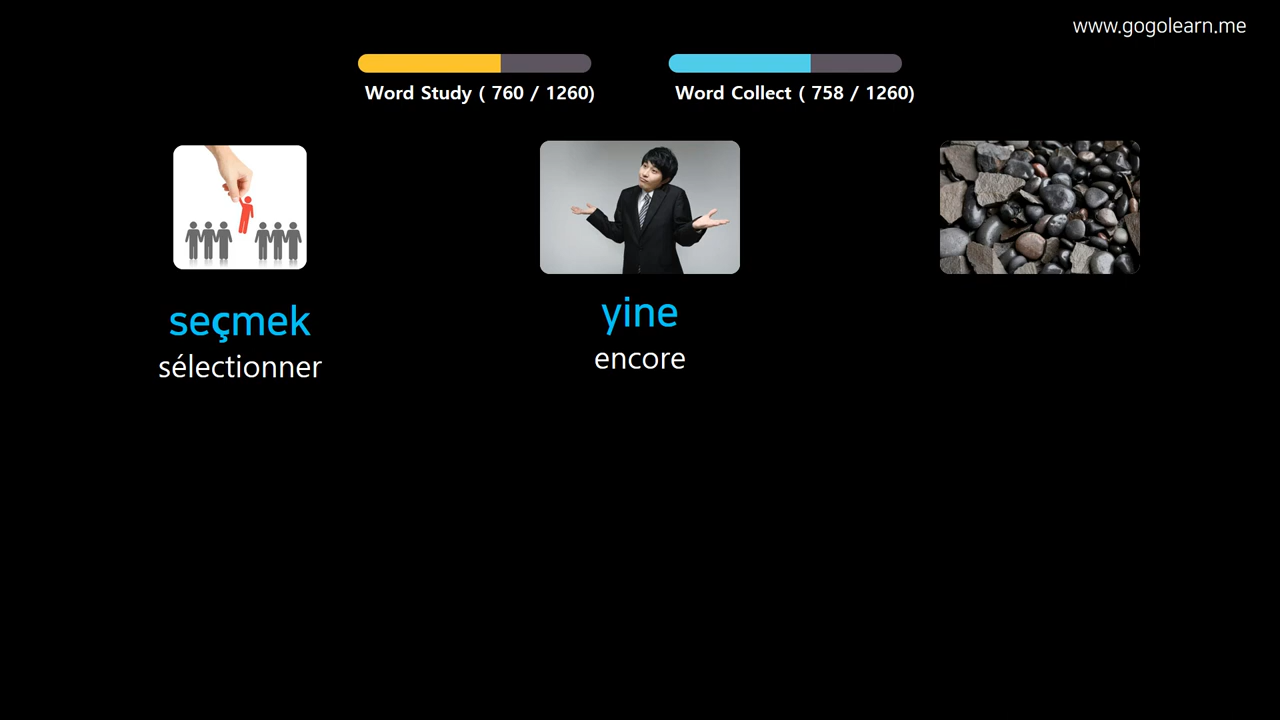 www.gogolearn.me
Word Study ( 760 / 1260)
Word Collect ( 758 / 1260)
seçmek
sélectionner
yine
encore